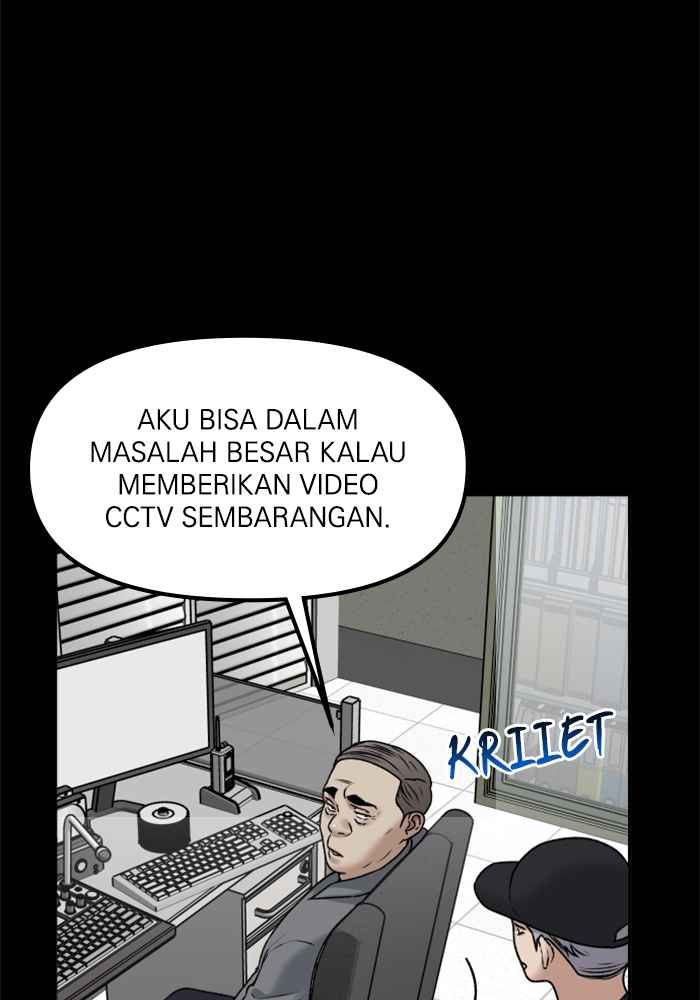 AKU BISA DALAM
MASALAH BESAR KALAU
MEMBERIKAN VIDEO
CCTV SEMBARANGAN.
KRIIET